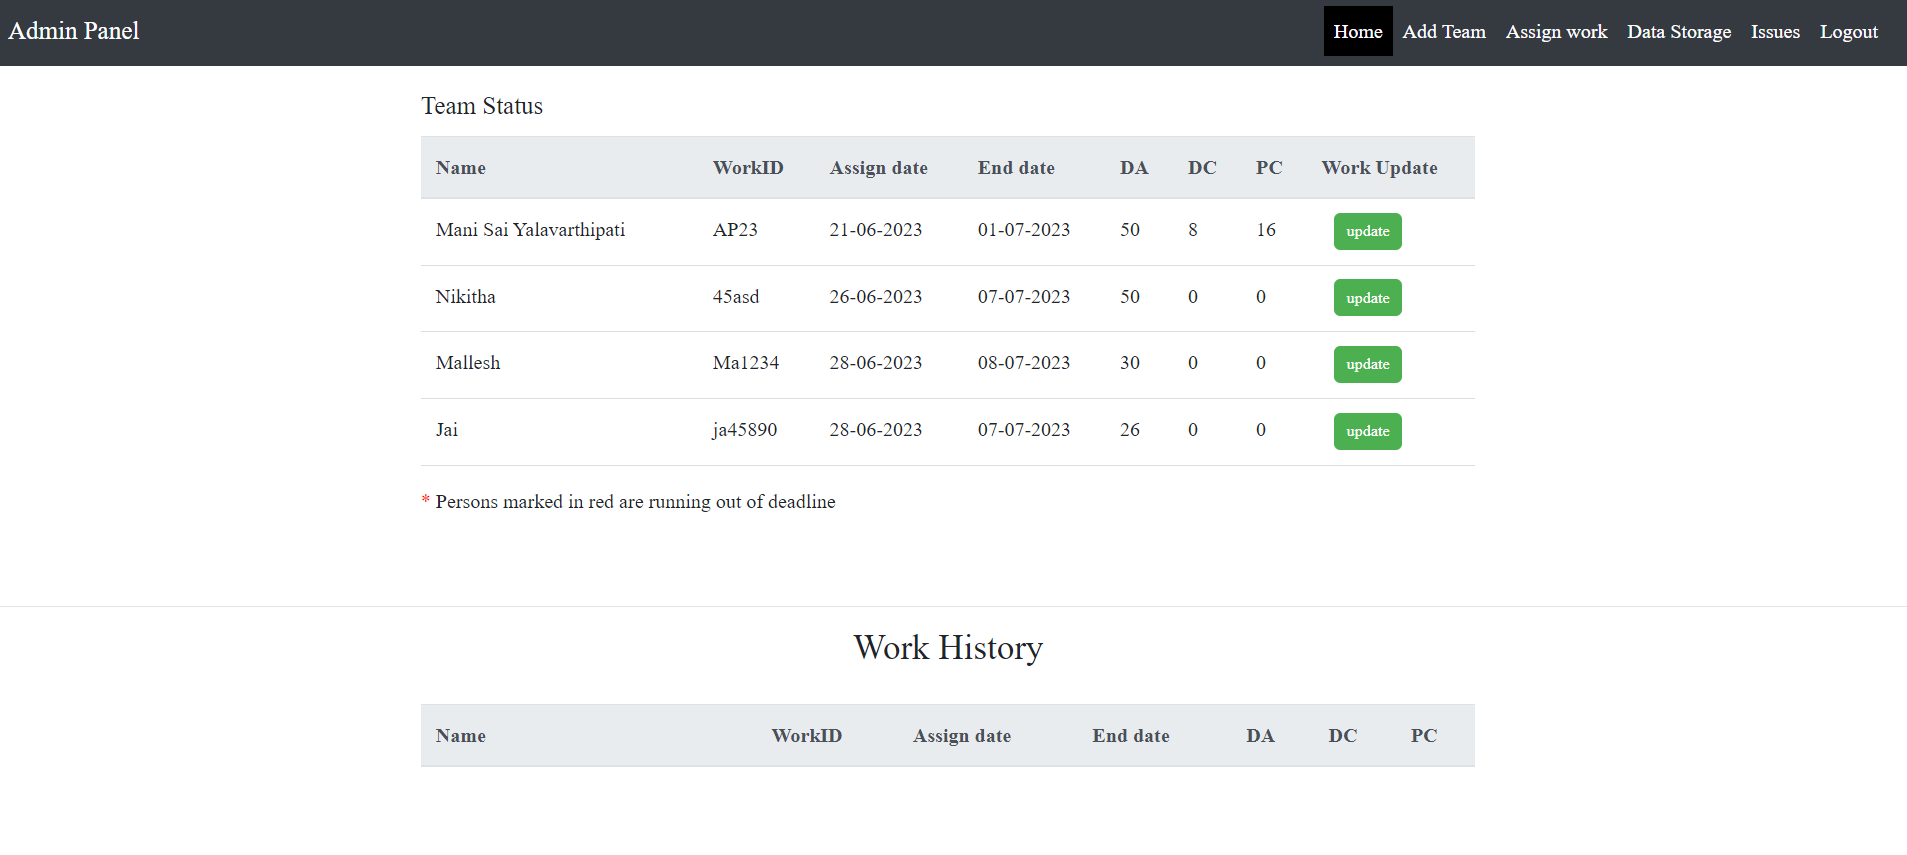 Admin Panel Home Add Team Assign work Data Storage Issues Logout
Team Status
Name WorkID Assign date End date DA DC PC Work Update
Mani Sai Yalavarthipati AP23 21-06-2023 01-07-2023 50 8 16 update
Nikitha 45asd 26-06-2023 07-07-2023 50 0 0 update
Mallesh Ma1234 28-06-2023 08-07-2023 30 0 0 update
Jai ja45890 28-06-2023 07-07-2023 26 0 0 update
* Persons marked in red are running out of deadline
Work History
Name WorkID Assign date End date DA DC PC